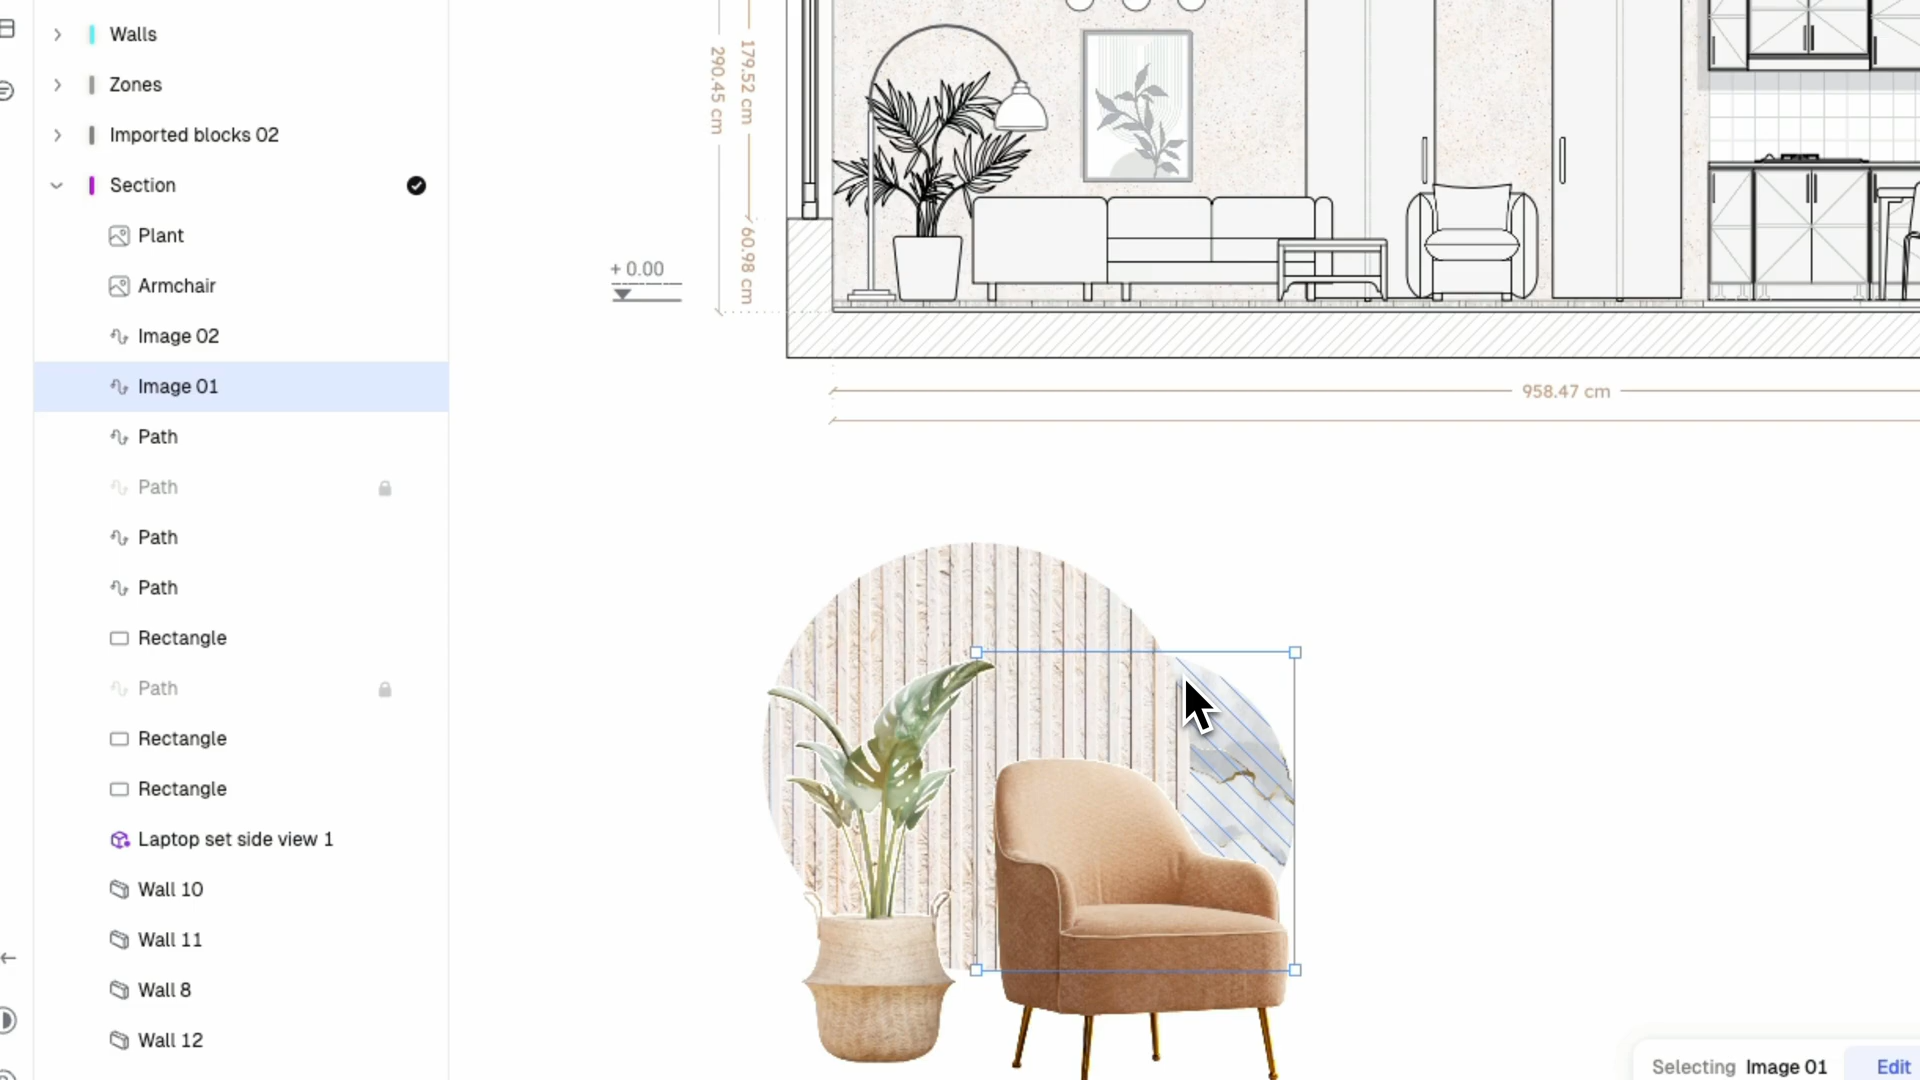 Walls
Zones
Imported blocks 02
Section
Plant
Armchair
Image 02
Image 01
Path
Path
Path
Path
Rectangle
Path
Rectangle
Rectangle
Laptop set side view 1
Wall 10
Wall 11
Wall 8
Wall 12
290.45 cm
179.52 cm
60.98 cm
+ 0.00
958.47 cm
Selecting Image 01 Edit